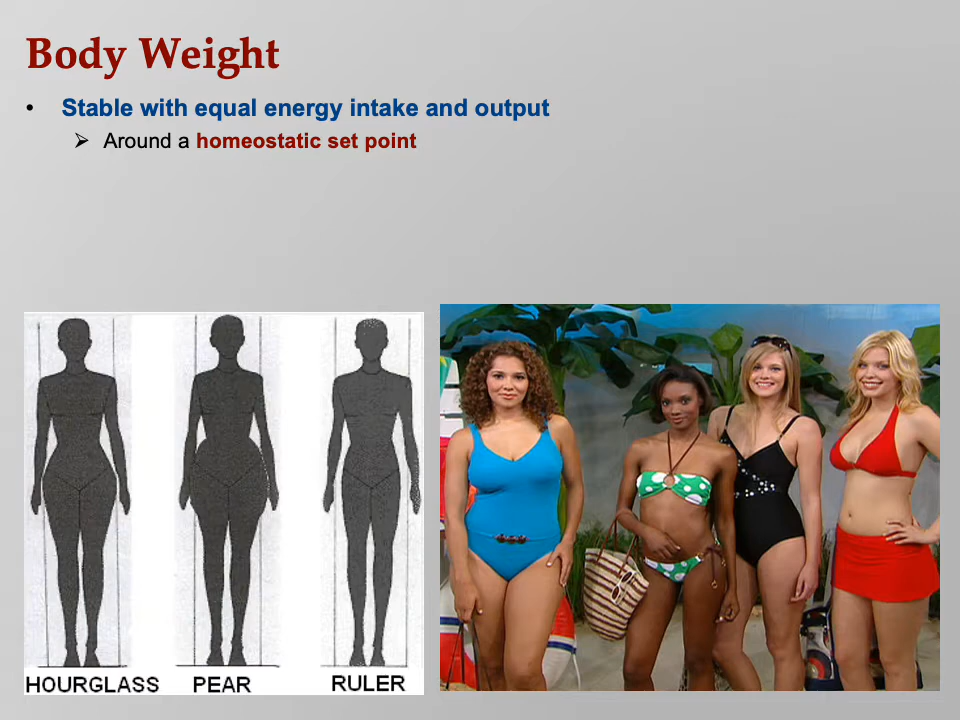 Body Weight
• Stable with equal energy intake and output
➢ Around a homeostatic set point
HOURGLASS PEAR RULER